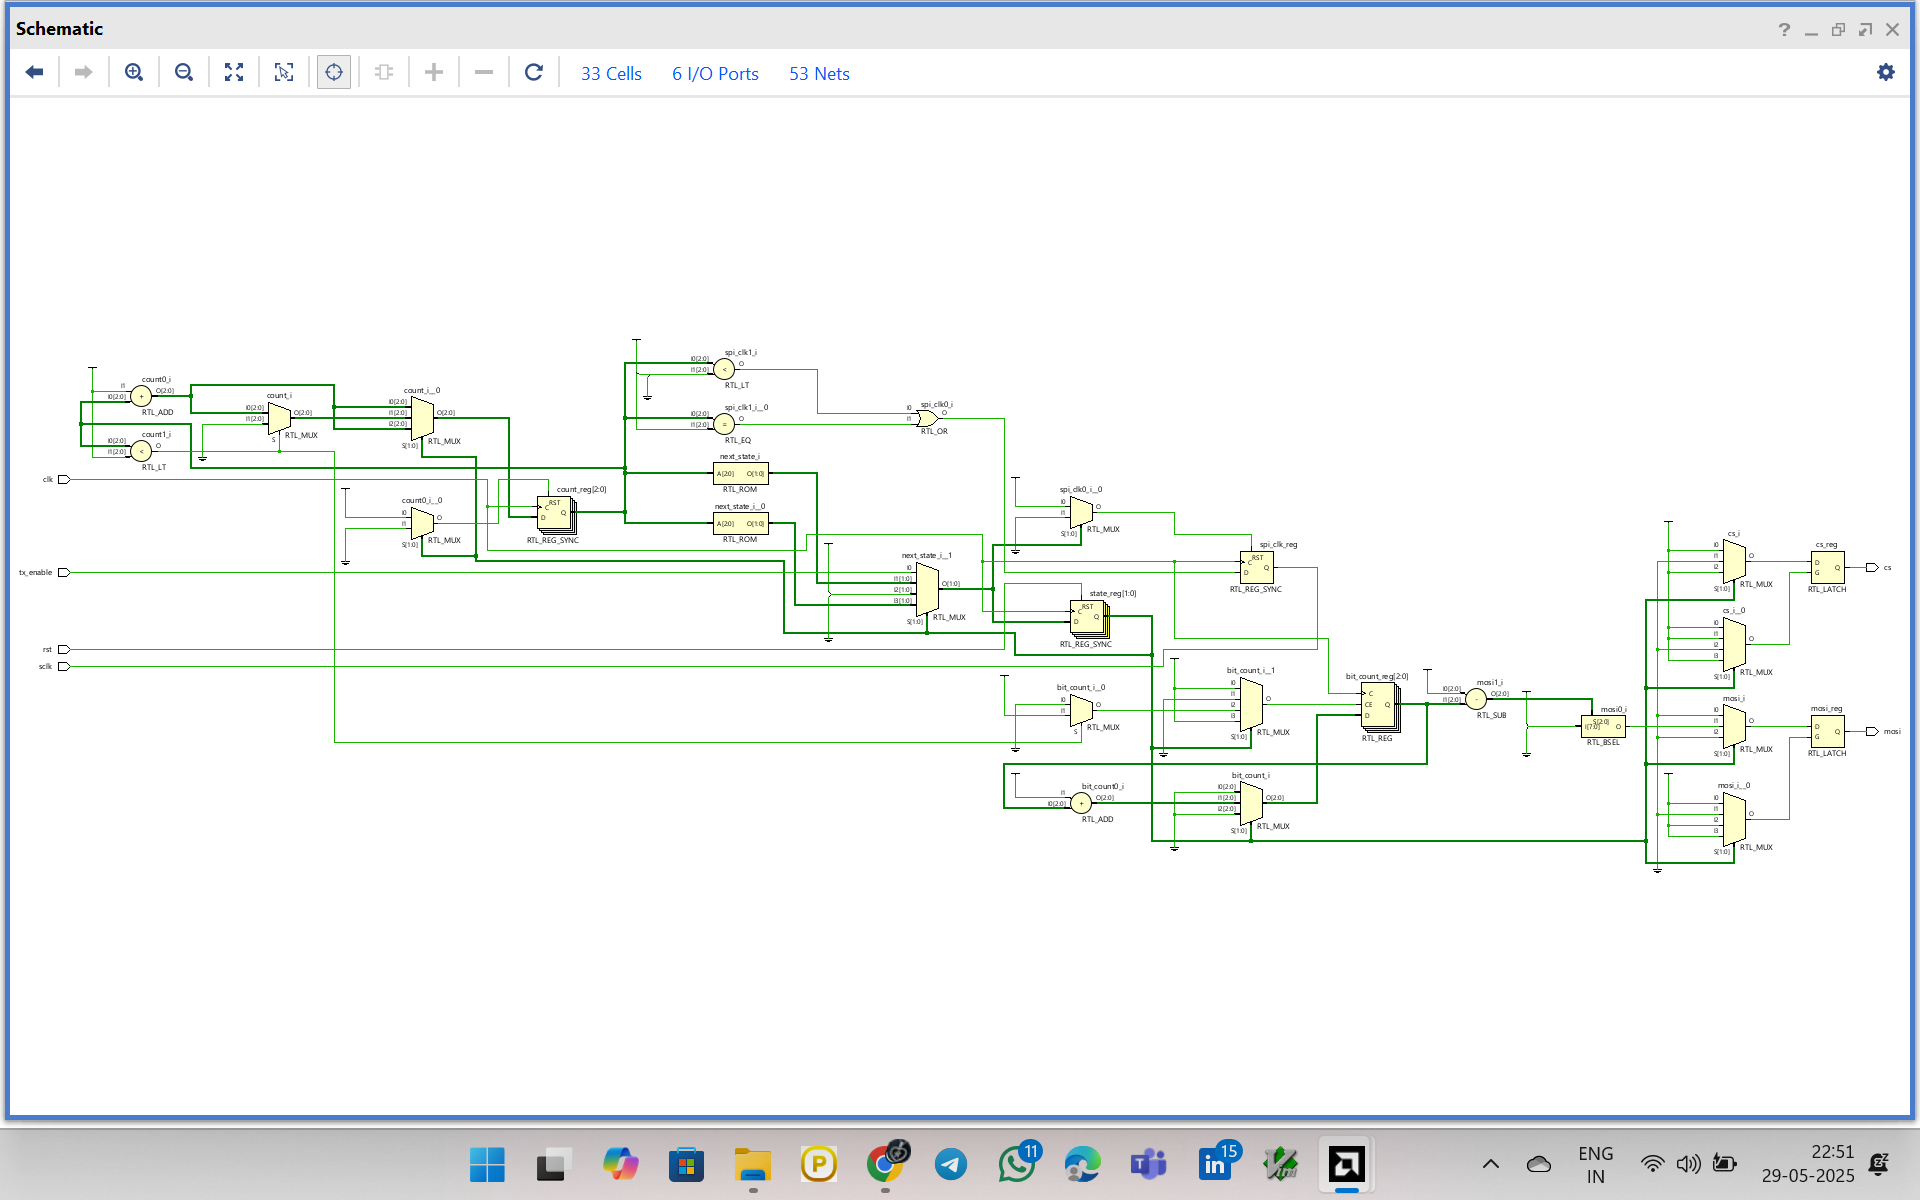 Schematic
33 Cells 6 I/O Ports 53 Nets
count0_i
I1
I0[2:0]
O[2:0]
RTL_ADD
count1_i
I0[2:0]
I1[2:0]
O
RTL_LT
count_i
I0[2:0]
I1[2:0]
O[2:0]
S
RTL_MUX
count_i__0
I0[2:0]
I1[2:0]
I2[2:0]
O[2:0]
S[1:0]
RTL_MUX
clk
count0_i__0
I0
I1
O
S[1:0]
RTL_MUX
count_reg[2:0]
RST
C
D
Q
RTL_REG_SYNC
spi_clk1_i
I0[2:0]
I1[2:0]
O
RTL_LT
spi_clk1_i__0
I0[2:0]
I1[2:0]
O
RTL_EQ
next_state_i
A[2:0] O[1:0]
RTL_ROM
next_state_i__0
A[2:0] O[1:0]
RTL_ROM
spi_clk0_i
I0
I1
O
RTL_OR
tx_enable
next_state_i__1
I0
I1[1:0]
I2[1:0]
I3[1:0]
O[1:0]
S[1:0]
RTL_MUX
spi_clk0_i__0
I0
I1
O
S[1:0]
RTL_MUX
spi_clk_reg
RST
C
D
Q
RTL_REG_SYNC
state_reg[1:0]
RST
C
D
Q
RTL_REG_SYNC
rst
sclk
bit_count_i__0
I0
I1
O
S
RTL_MUX
bit_count_i__1
I0
I1
I2
I3
O
S[1:0]
RTL_MUX
bit_count_reg[2:0]
C
CE
D
Q
RTL_REG
bit_count0_i
I1
I0[2:0]
O[2:0]
RTL_ADD
bit_count_i
I0[2:0]
I1[2:0]
I2[2:0]
O[2:0]
S[1:0]
RTL_MUX
mosi1_i
I0[2:0]
I1[2:0]
O[2:0]
RTL_SUB
mosi0_i
S[2:0]
I[7:0]
O
RTL_BSEL
cs_i
I0
I1
I2
O
S[1:0]
RTL_MUX
cs_i__0
I0
I1
I2
I3
O
S[1:0]
RTL_MUX
mosi_i
I0
I1
I2
O
S[1:0]
RTL_MUX
mosi_i__0
I0
I1
I2
I3
O
S[1:0]
RTL_MUX
cs_reg
D
G
Q
RTL_LATCH
cs
mosi_reg
D
G
Q
RTL_LATCH
mosi
11
15
ENG
IN
22:51
29-05-2025